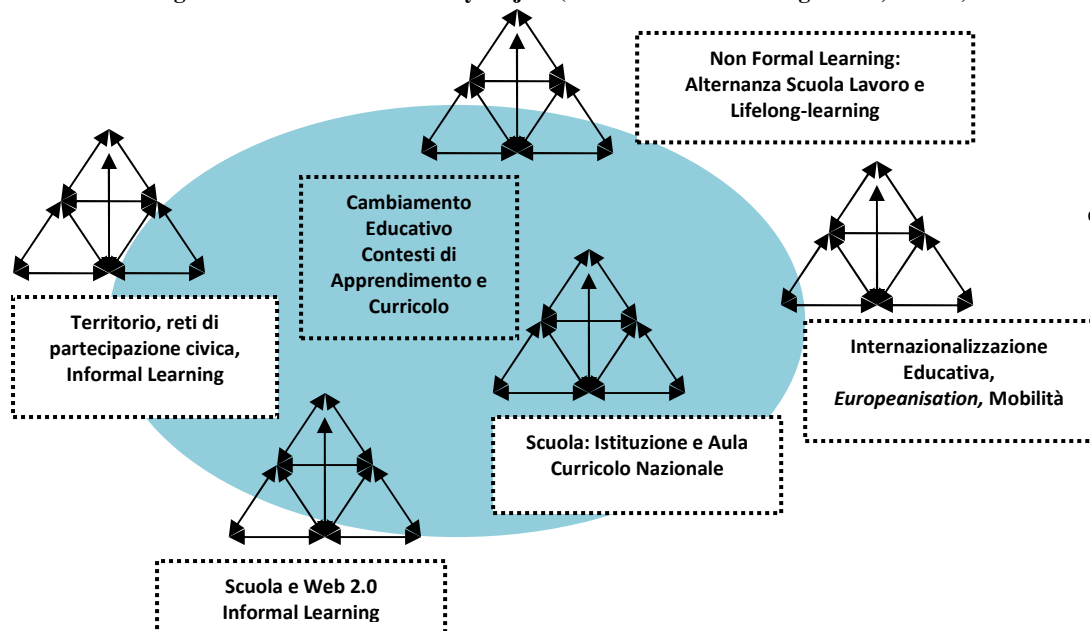 Non Formal Learning:
Alternanza Scuola Lavoro e
Lifelong-learning
Cambiamento
Educativo
Contesti di
Apprendimento e
Curricolo
Territorio, reti di
partecipazione civica,
Informal Learning
Internazionalizzazione
Educativa,
Europeanisation, Mobilità
Scuola: Istituzione e Aula
Curricolo Nazionale
Scuola e Web 2.0
Informal Learning